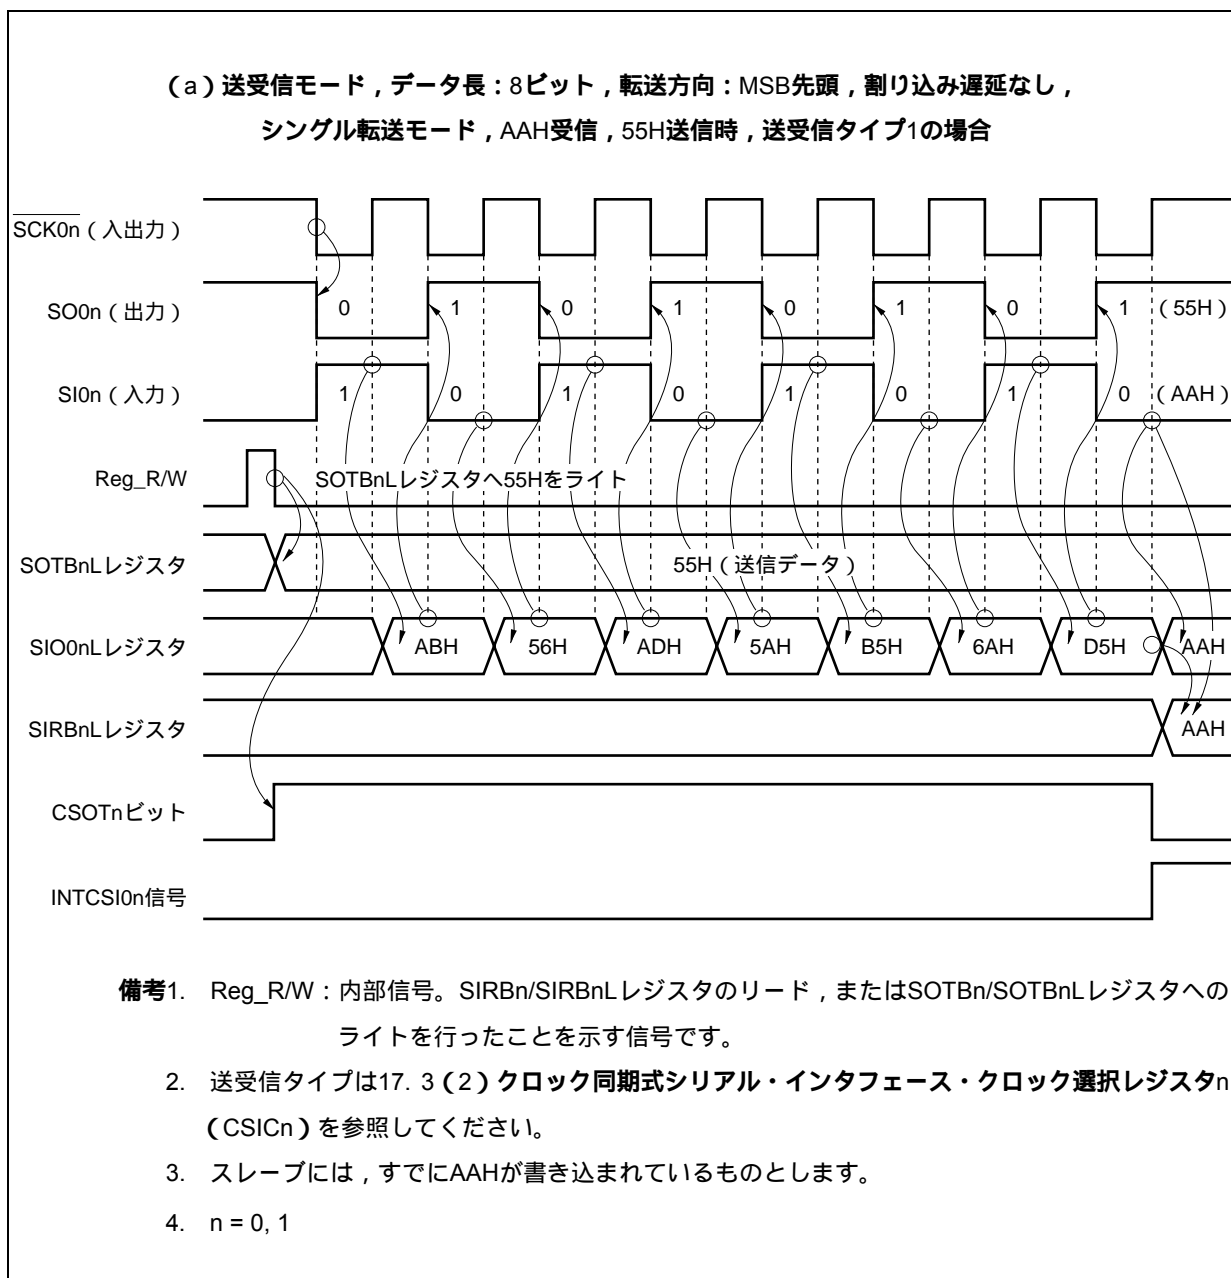 （a）送受信モード，データ長：8ビット，転送方向：MSB先頭，割り込み遅延なし，
シングル転送モード，AAH受信，55H送信時，送受信タイプ1の場合
SCK0n（入出力）
SO0n（出力） 0 1 0 1 0 1 0 1 （55H）
SI0n（入力） 1 0 1 0 1 0 1 0 （AAH）
Reg_R/W SOTBnLレジスタへ55Hをライト
SOTBnLレジスタ 55H（送信データ）
SIO0nLレジスタ ABH 56H ADH 5AH B5H 6AH D5H AAH
SIRBnLレジスタ AAH
CSOTnビット
INTCSI0n信号
備考1. Reg_R/W：内部信号。SIRBn/SIRBnLレジスタのリード，またはSOTBn/SOTBnLレジスタへの
ライトを行ったことを示す信号です。
2. 送受信タイプは17. 3（2）クロック同期式シリアル・インタフェース・クロック選択レジスタn
（CSICn）を参照してください。
3. スレーブには，すでにAAHが書き込まれているものとします。
4. n = 0, 1